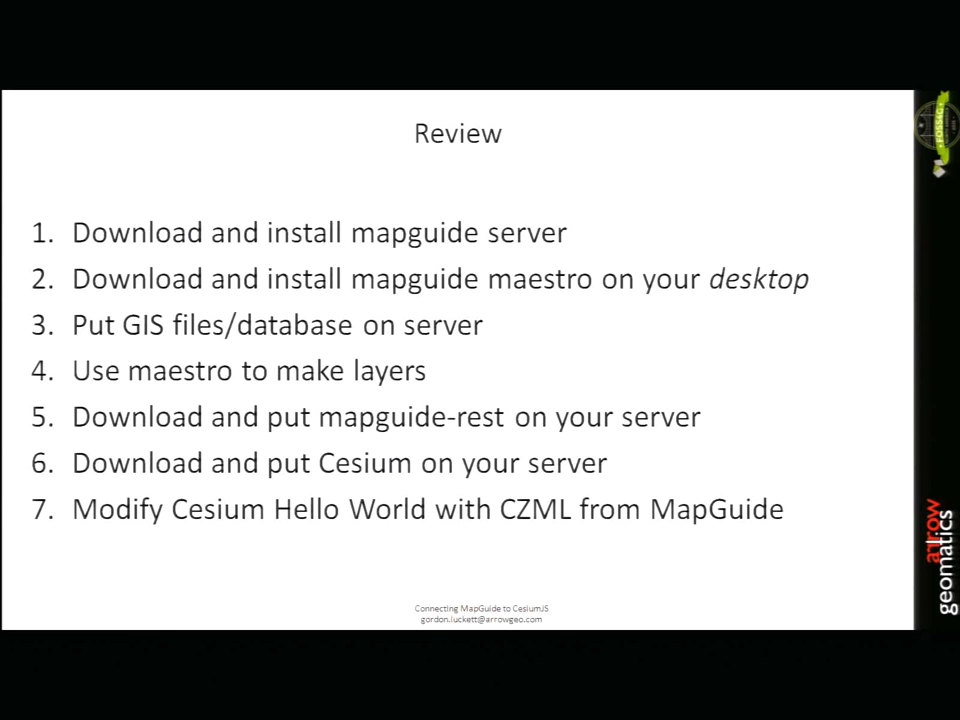 Review
1. Download and install mapguide server
2. Download and install mapguide maestro on your desktop
3. Put GIS files/database on server
4. Use maestro to make layers
5. Download and put mapguide-rest on your server
6. Download and put Cesium on your server
7. Modify Cesium Hello World with CZML from MapGuide
Connecting MapGuide to CesiumJS
gordon.luckett@arrowgeo.com
FOSS4G
arrow
geomatics